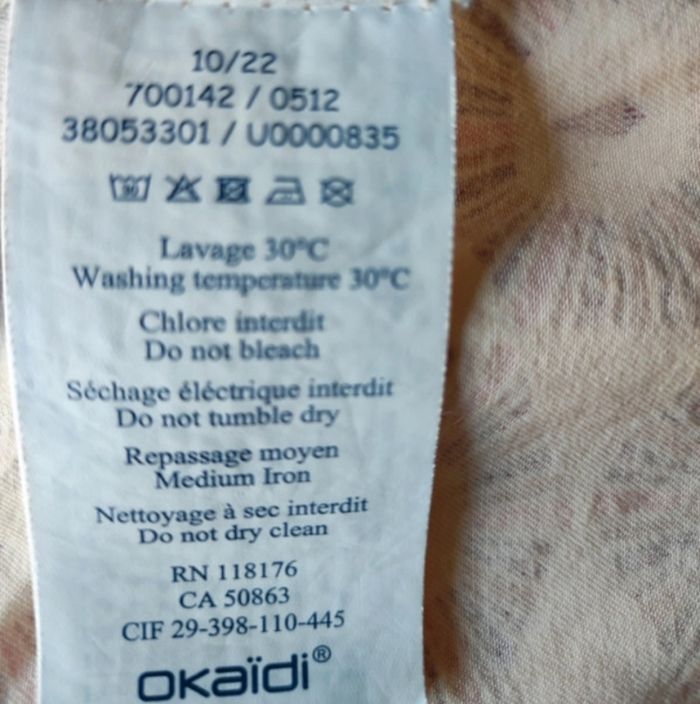 10/22
700142 / 0512
38053301 / U0000835
30
Lavage 30°C
Washing temperature 30°C
Chlore interdit
Do not bleach
Séchage éléctrique interdit
Do not tumble dry
Repassage moyen
Medium Iron
Nettoyage à sec interdit
Do not dry clean
RN 118176
CA 50863
CIF 29-398-110-445
okaïdi®